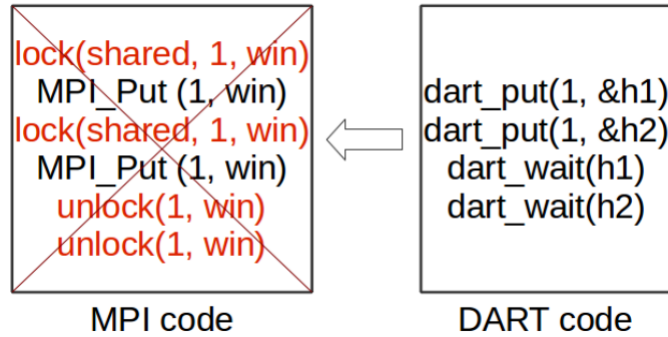 lock(shared, 1, win)
MPI_Put (1, win)
lock(shared, 1, win)
MPI_Put (1, win)
unlock(1, win)
unlock(1, win)
MPI code
dart_put(1, &h1)
dart_put(1, &h2)
dart_wait(h1)
dart_wait(h2)
DART code